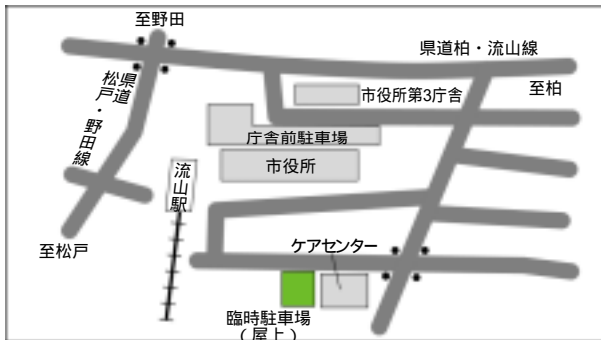 至野田
県道柏・流山線
至柏
県道
松戸・野田線
市役所第3庁舎
庁舎前駐車場
市役所
流山駅
至松戸
ケアセンター
臨時駐車場
（屋上）